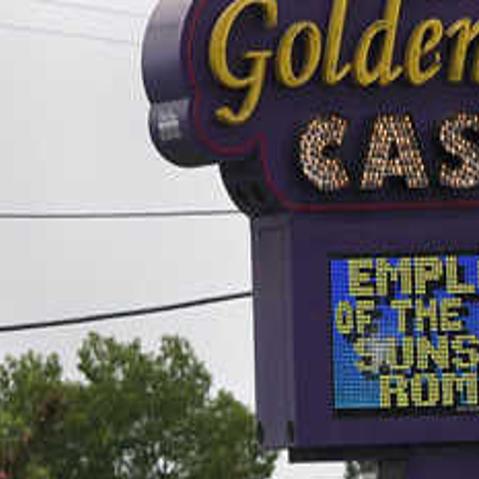 Golden
CAS
EMPL
OF THE
SUNS
ROM